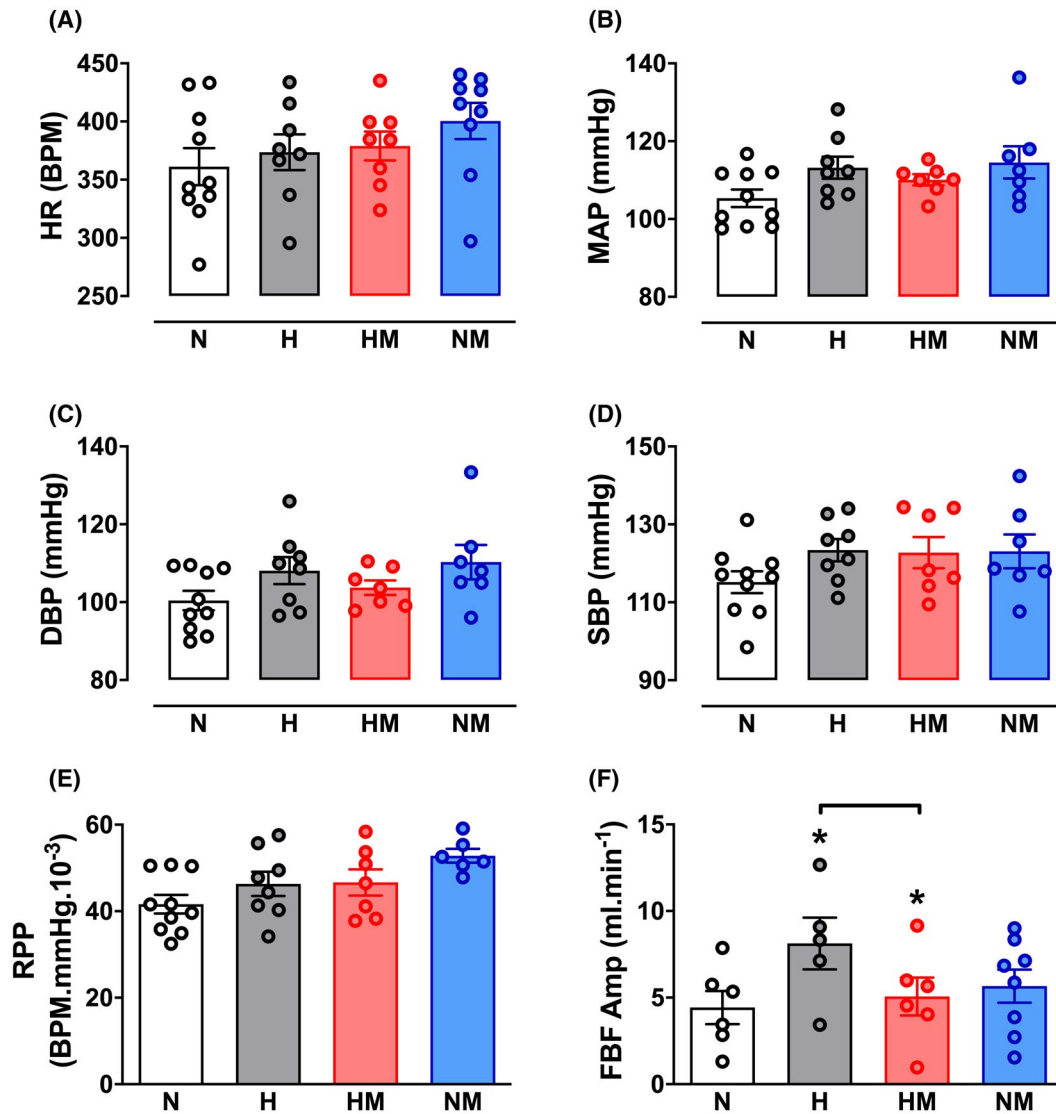 (A)
HR (BPM)
450
400
350
300
250
N H HM NM
(B)
MAP (mmHg)
140
120
100
80
N H HM NM
(C)
DBP (mmHg)
140
120
100
80
N H HM NM
(D)
SBP (mmHg)
150
130
110
90
N H HM NM
(E)
RPP
(BPM.mmHg.10-3)
60
40
20
0
N H HM NM
(F)
FBF Amp (ml.min-1)
15
10
5
0
*
*
N H HM NM